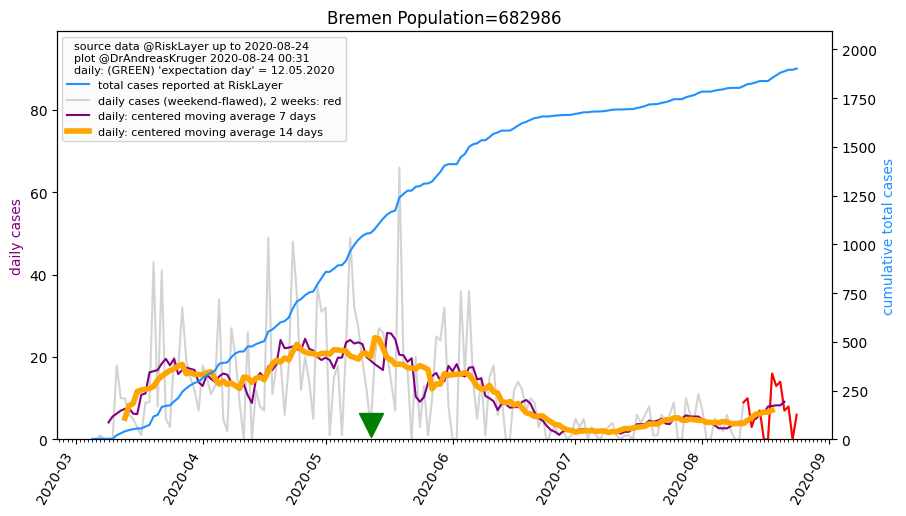 Bremen Population=682986
source data @RiskLayer up to 2020-08-24
plot @DrAndreasKruger 2020-08-24 00:31
daily: (GREEN) 'expectation day' = 12.05.2020
total cases reported at RiskLayer
daily cases (weekend-flawed), 2 weeks: red
daily: centered moving average 7 days
daily: centered moving average 14 days
daily cases
80
60
40
20
0
cumulative total cases
2000
1750
1500
1250
1000
750
500
250
0
2020-03
2020-04
2020-05
2020-06
2020-07
2020-08
2020-09